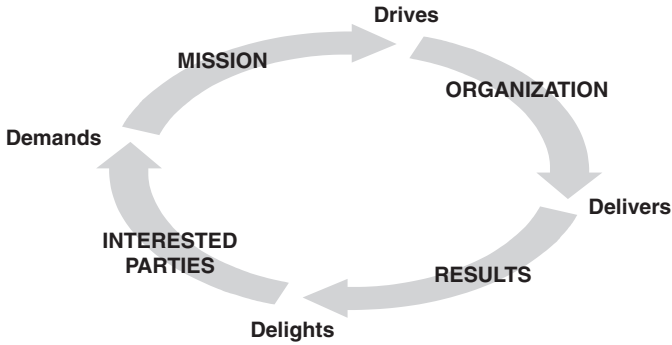 Drives
MISSION
ORGANIZATION
Demands
Delivers
INTERESTED
PARTIES
RESULTS
Delights